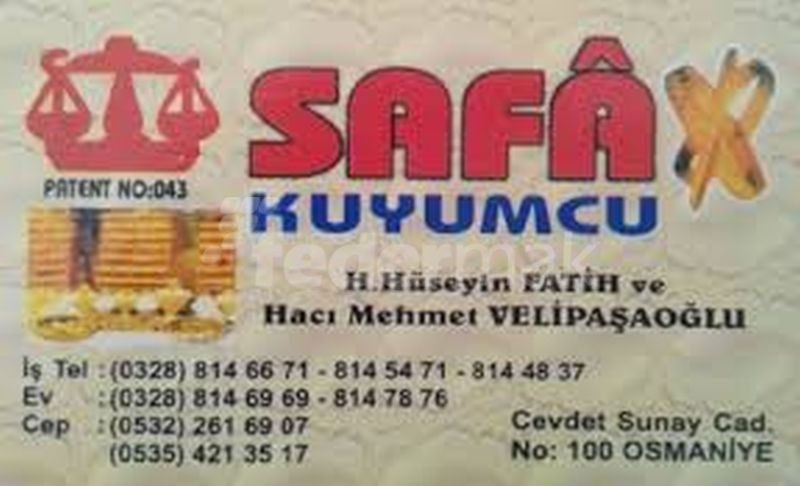 SAFÂ
PATENT NO:043
KUYUMCU
H.Hüseyin FATİH ve
Hacı Mehmet VELİPAŞAOĞLU
İş Tel :(0328) 814 66 71 - 814 54 71 - 814 48 37
Ev :(0328) 814 69 69 - 814 78 76
Cep :(0532) 261 69 07
(0535) 421 35 17
Cevdet Sunay Cad.
No: 100 OSMANİYE